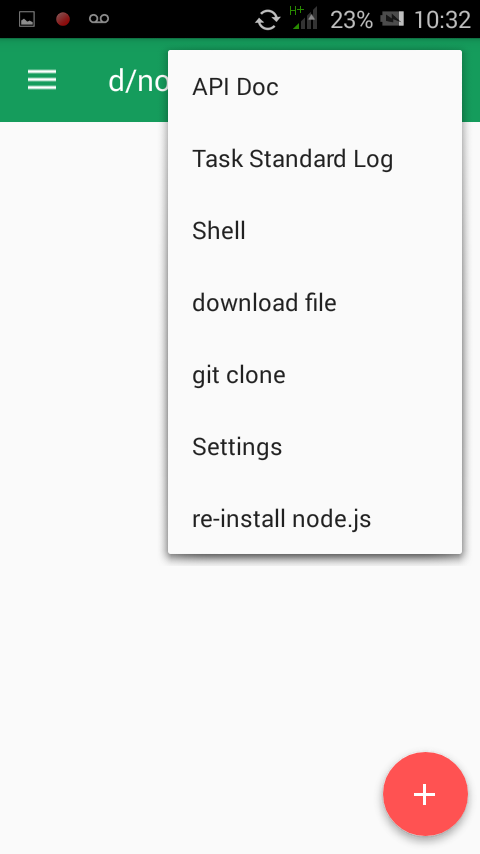 H+ 23% 10:32
d/no
API Doc
Task Standard Log
Shell
download file
git clone
Settings
re-install node.js